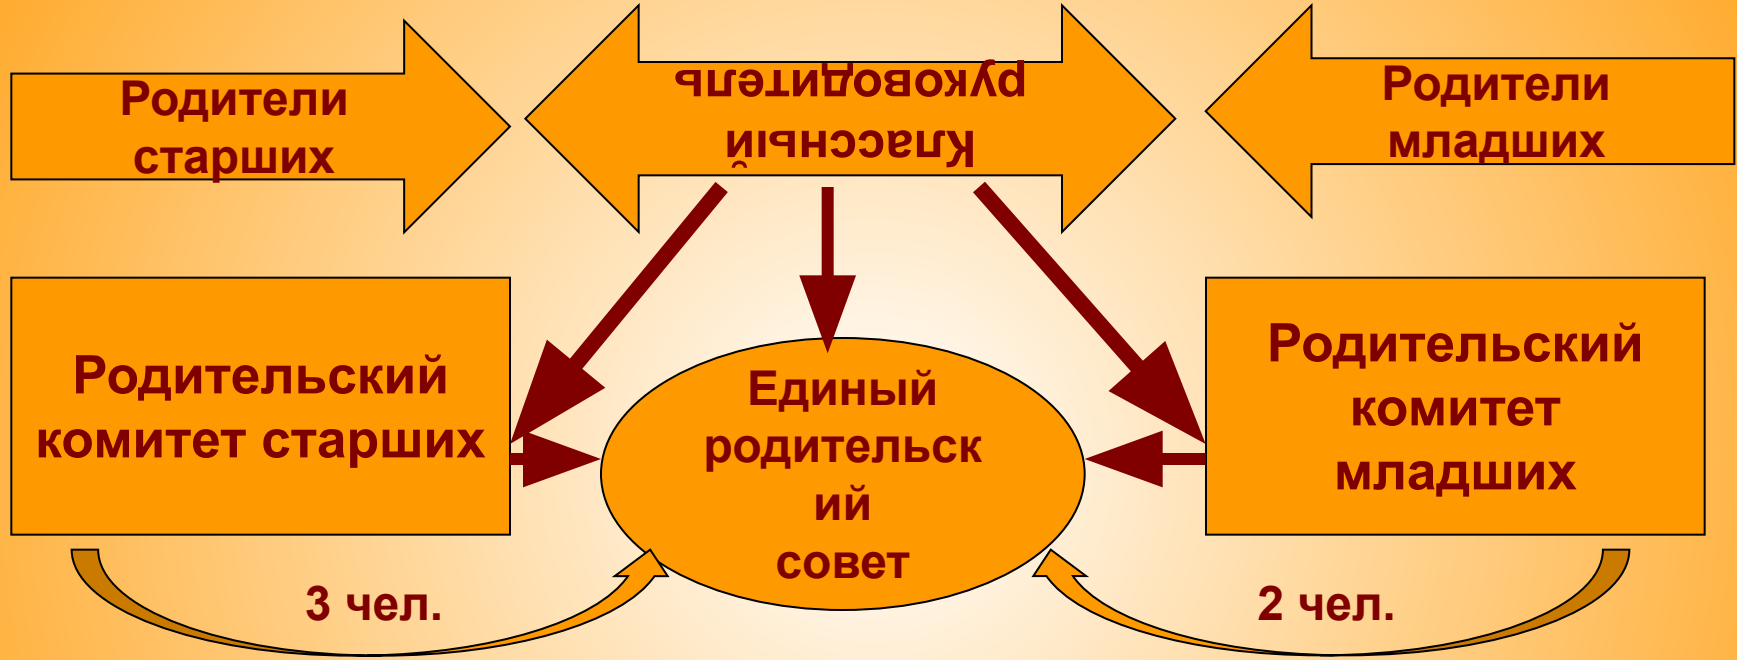 Родители
старших
Классный
руководитель
Родители
младших
Родительский
комитет старших
Единый
родительск
ий
совет
Родительский
комитет
младших
3 чел.
2 чел.